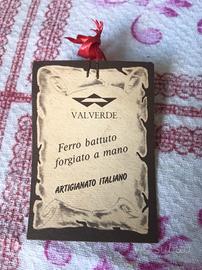 VALVERDE
Ferro battuto
forgiato a mano
ARTIGIANATO ITALIANO